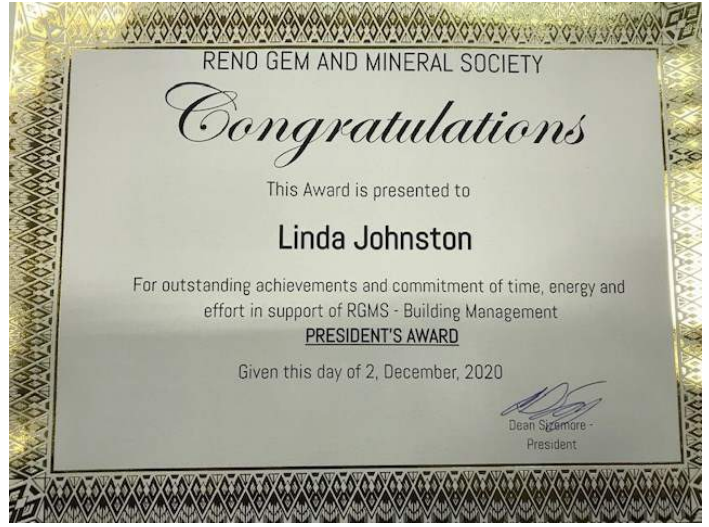 RENO GEM AND MINERAL SOCIETY
Congratulations
This Award is presented to
Linda Johnston
For outstanding achievements and commitment of time, energy and
effort in support of RGMS - Building Management
PRESIDENT'S AWARD
Given this day of 2, December, 2020
Dean Sizemore -
President